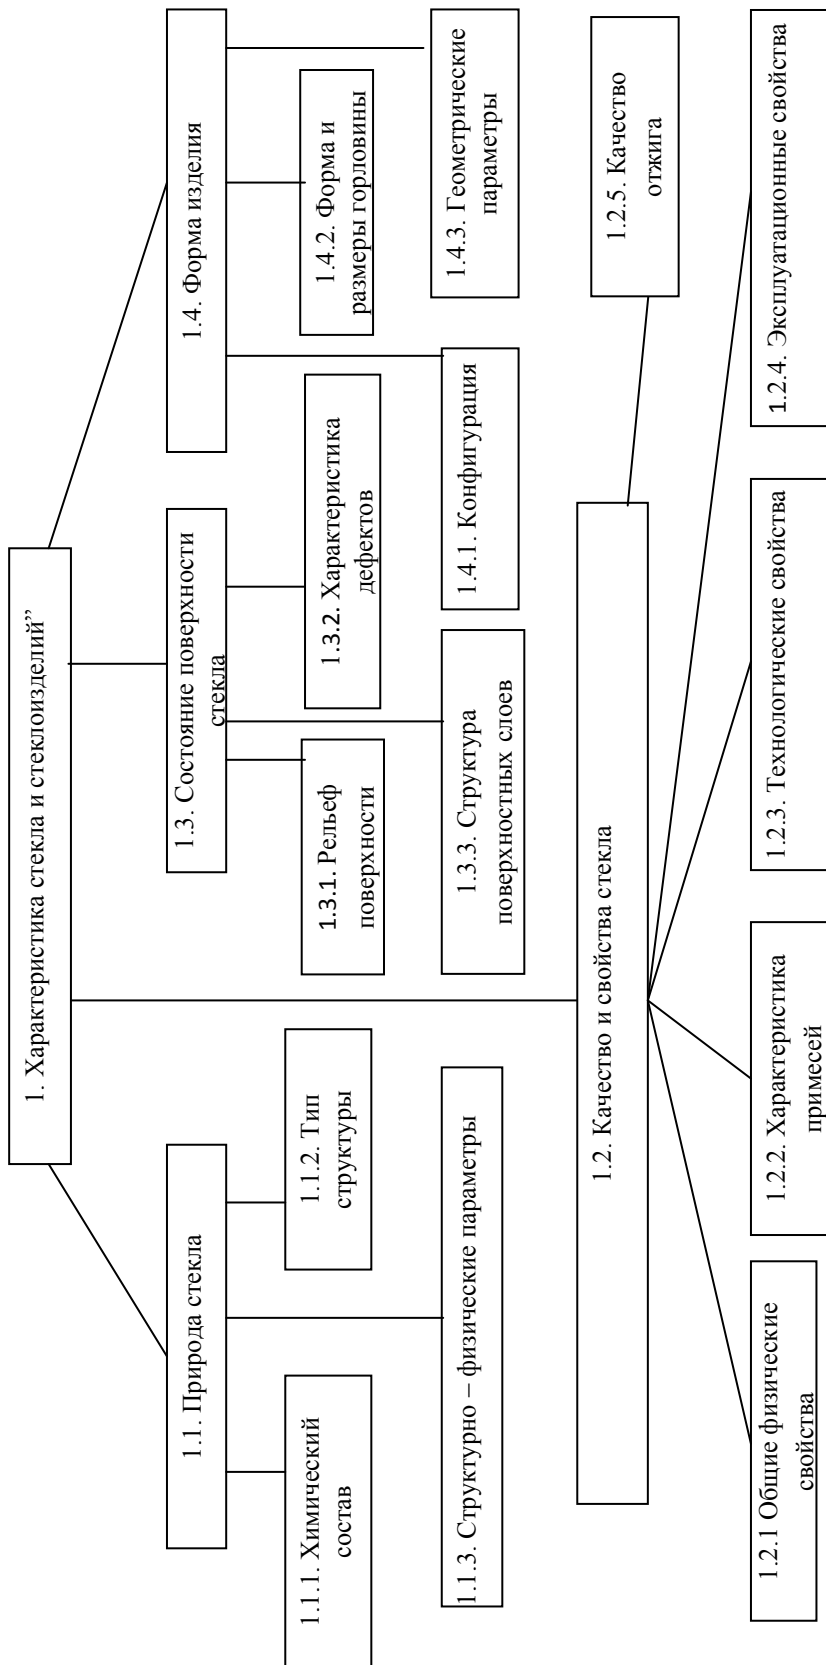 1. Характеристика стекла и стеклоизделий”
1.1. Природа стекла
1.3. Состояние поверхности
стекла
1.4. Форма изделия
1.1.1. Химический
состав
1.1.2. Тип
структуры
1.3.1. Рельеф
поверхности
1.3.2. Характеристика
дефектов
1.4.2. Форма и
размеры горловины
1.1.3. Структурно – физические параметры
1.3.3. Структура
поверхностных слоев
1.4.1. Конфигурация
1.4.3. Геометрические
параметры
1.2. Качество и свойства стекла
1.2.5. Качество
отжига
1.2.1 Общие физические
свойства
1.2.2. Характеристика
примесей
1.2.3. Технологические свойства
1.2.4. Эксплуатационные свойства